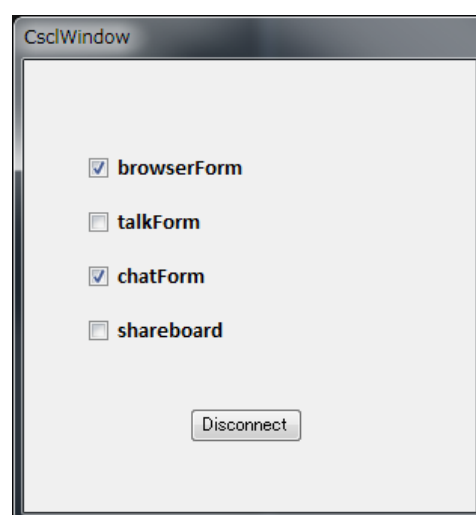 CsclWindow
browserForm
talkForm
chatForm
shareboard
Disconnect